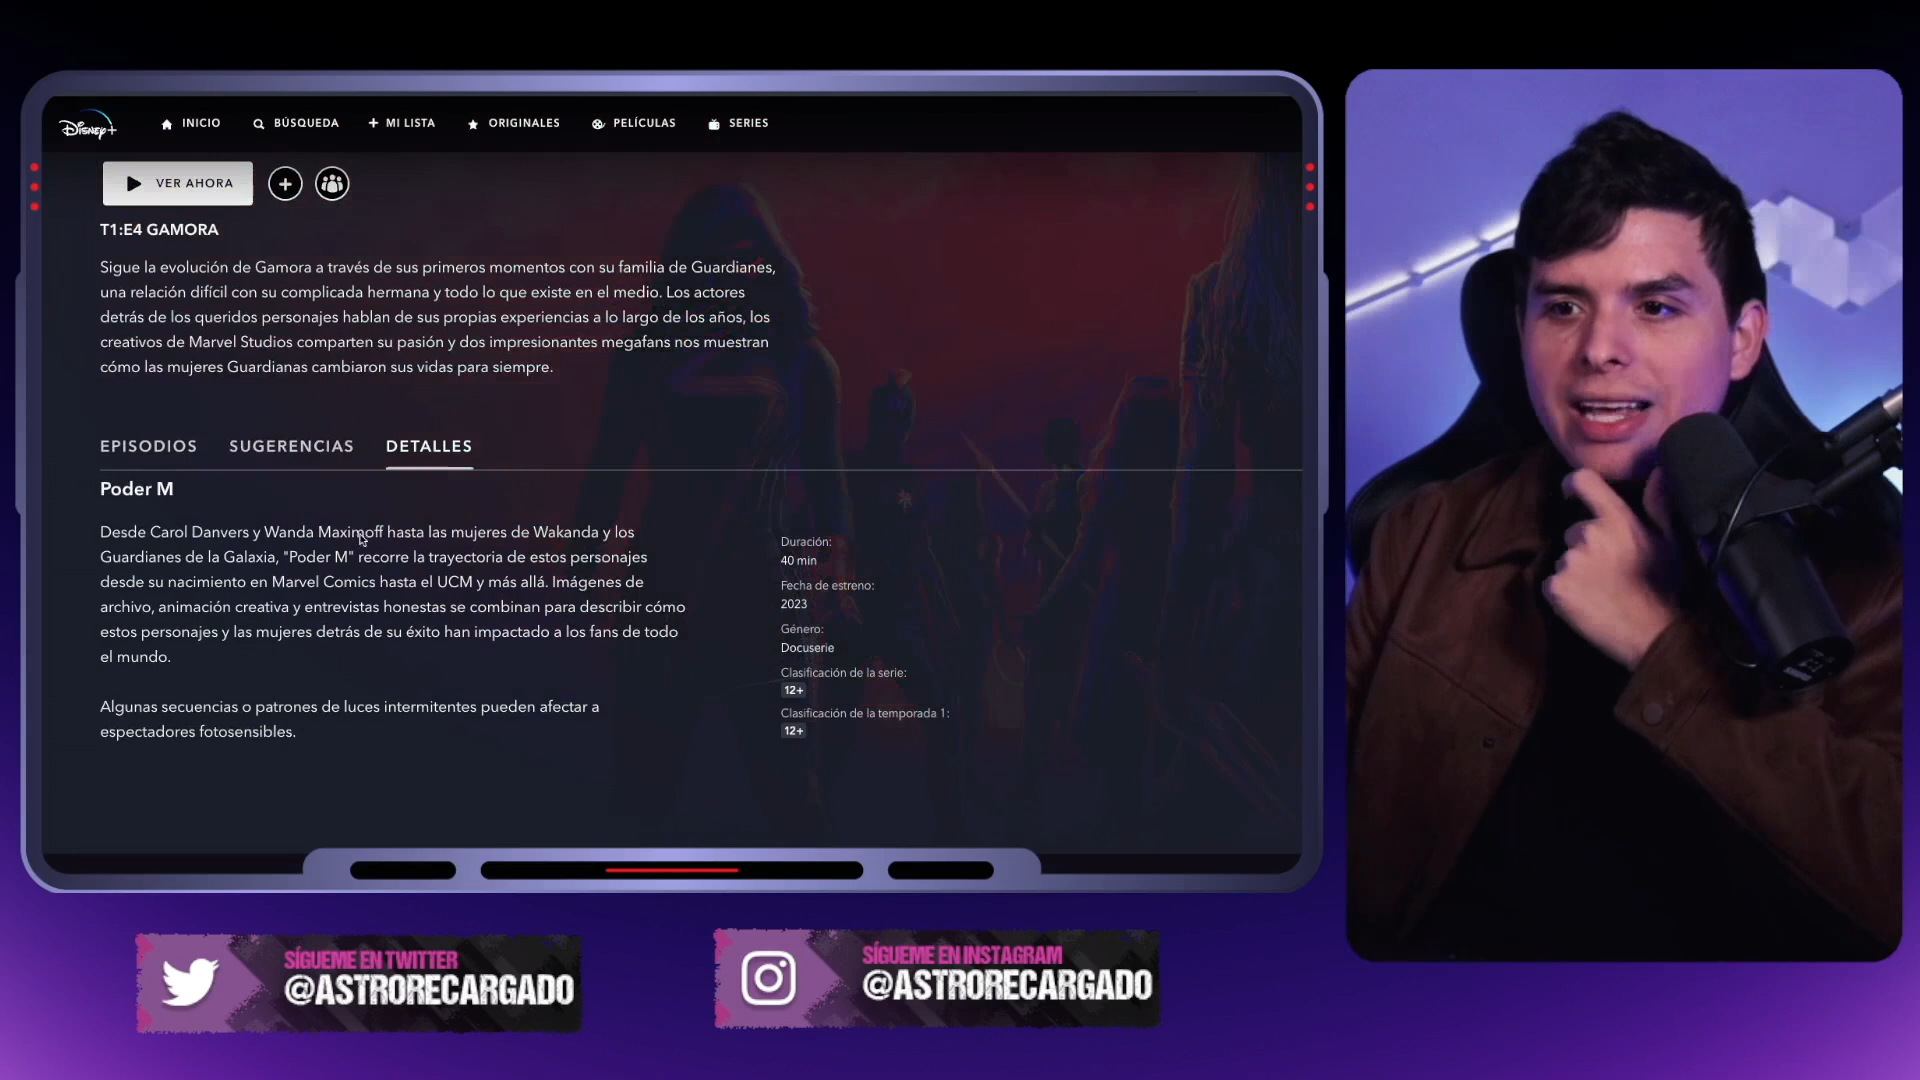 Disney+
INICIO
BÚSQUEDA
MI LISTA
ORIGINALES
PELÍCULAS
SERIES
VER AHORA
T1:E4 GAMORA
Sigue la evolución de Gamora a través de sus primeros momentos con su familia de Guardianes,
una relación difícil con su complicada hermana y todo lo que existe en el medio. Los actores
detrás de los queridos personajes hablan de sus propias experiencias a lo largo de los años, los
creativos de Marvel Studios comparten su pasión y dos impresionantes megafans nos muestran
cómo las mujeres Guardianas cambiaron sus vidas para siempre.
EPISODIOS
SUGERENCIAS
DETALLES
Poder M
Desde Carol Danvers y Wanda Maximoff hasta las mujeres de Wakanda y los
Guardianes de la Galaxia, "Poder M" recorre la trayectoria de estos personajes
desde su nacimiento en Marvel Comics hasta el UCM y más allá. Imágenes de
archivo, animación creativa y entrevistas honestas se combinan para describir cómo
estos personajes y las mujeres detrás de su éxito han impactado a los fans de todo
el mundo.
Algunas secuencias o patrones de luces intermitentes pueden afectar a
espectadores fotosensibles.
Duración:
40 min
Fecha de estreno:
2023
Género:
Docuserie
Clasificación de la serie:
12+
Clasificación de la temporada 1:
12+
SÍGUEME EN TWITTER
@ASTRORECARGADO
SÍGUEME EN INSTAGRAM
@ASTRORECARGADO